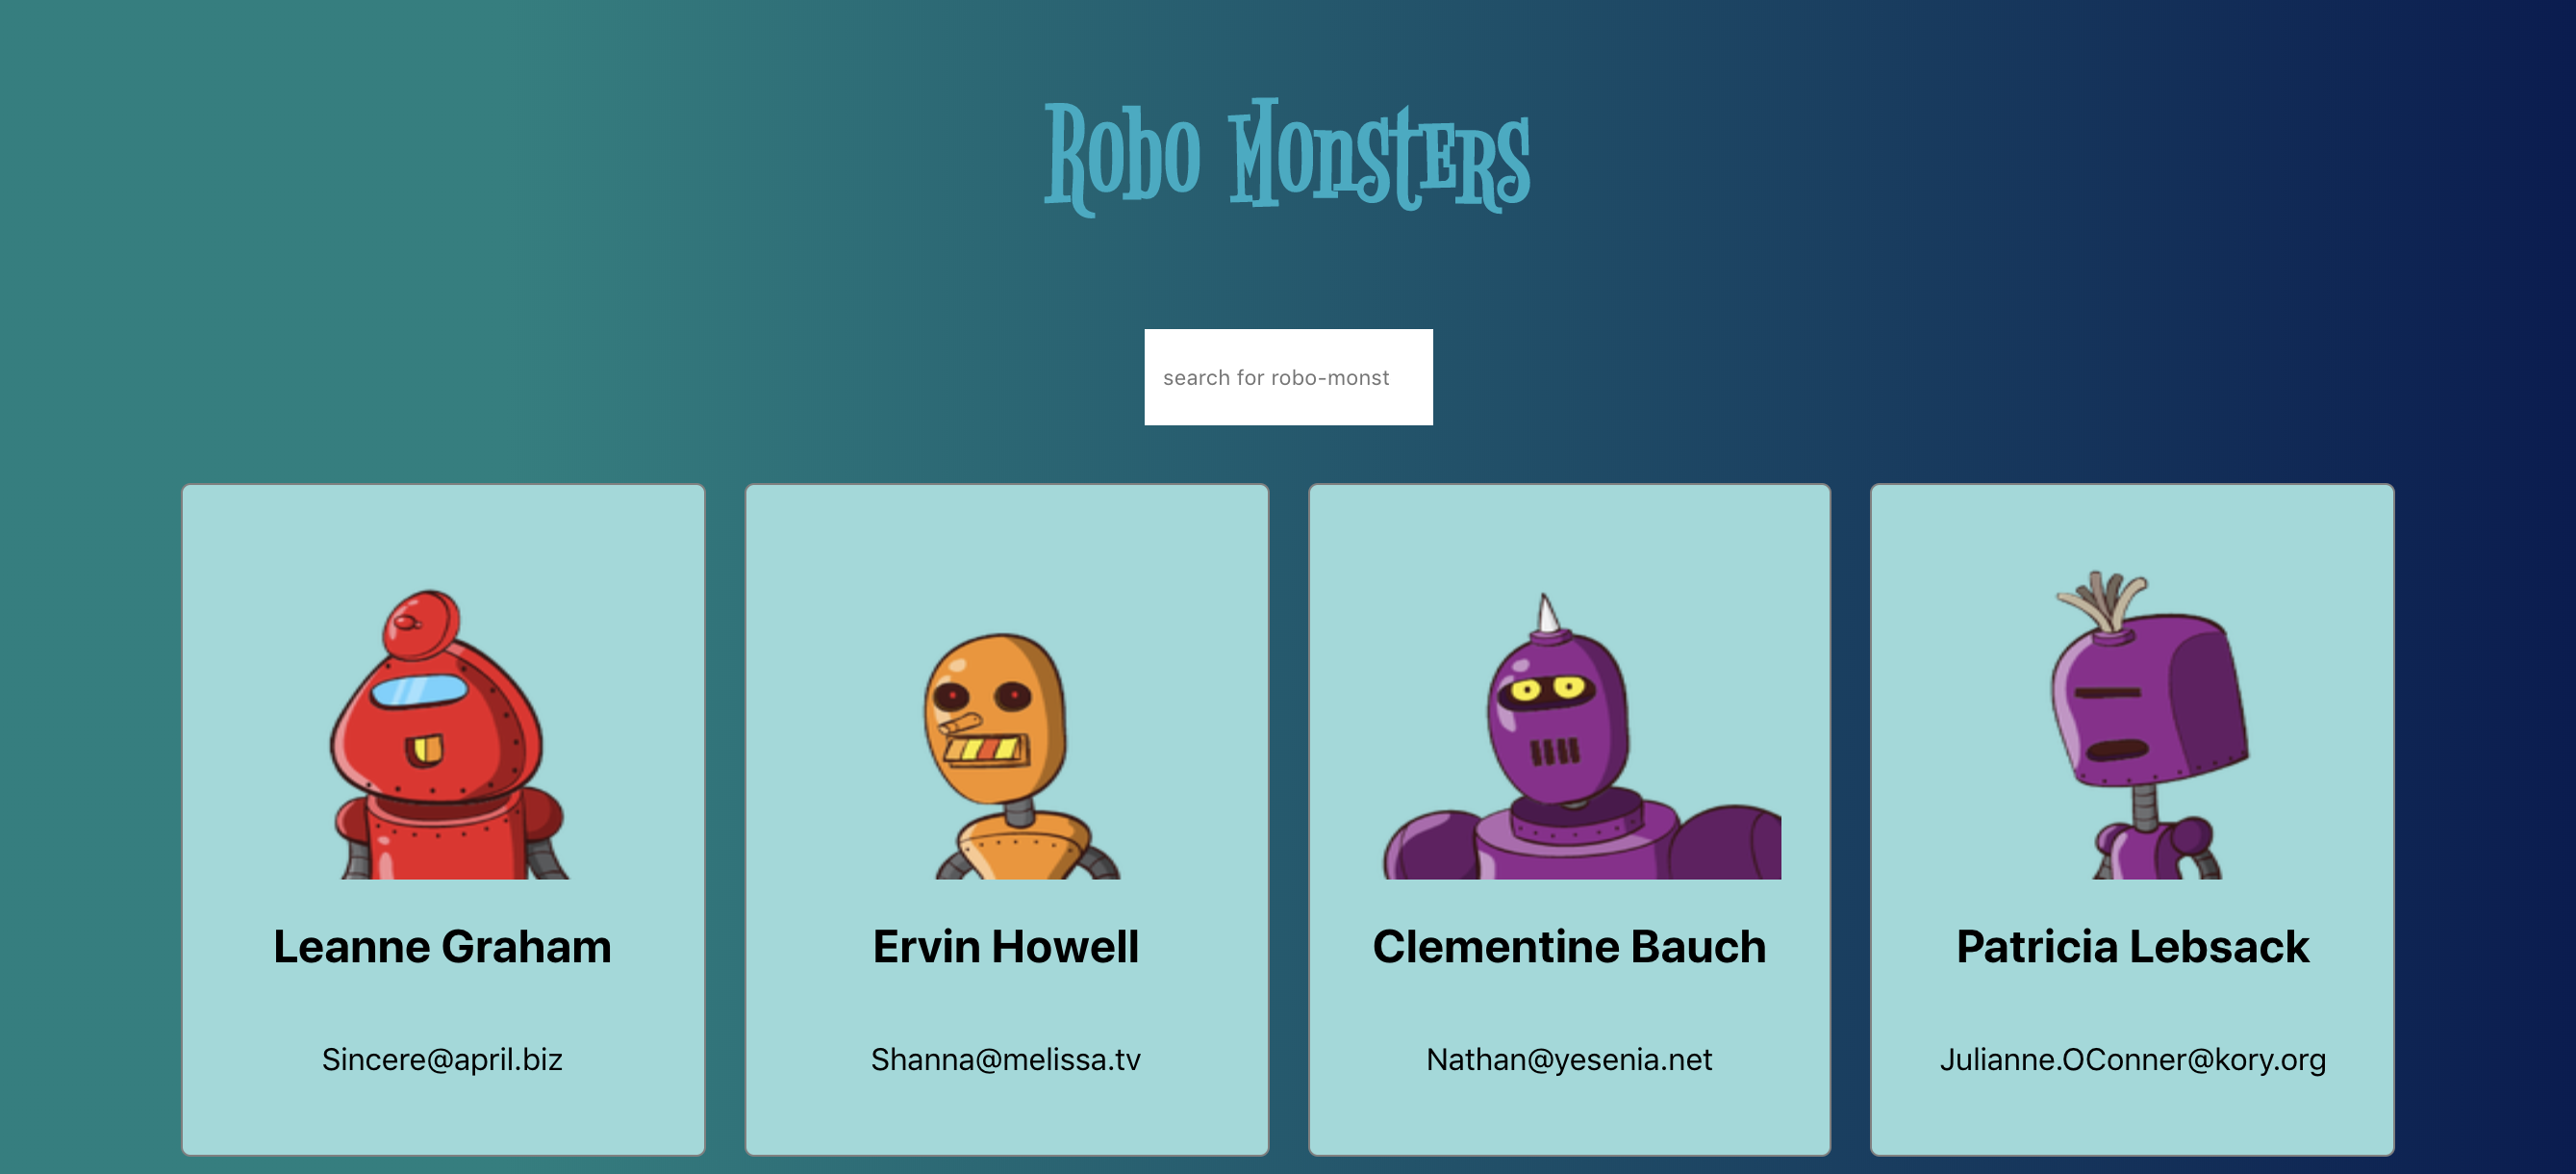 Robo Monsters
search for robo-monst
Leanne Graham
Sincere@april.biz
Ervin Howell
Shanna@melissa.tv
Clementine Bauch
Nathan@yesenia.net
Patricia Lebsack
Julianne.OConner@kory.org